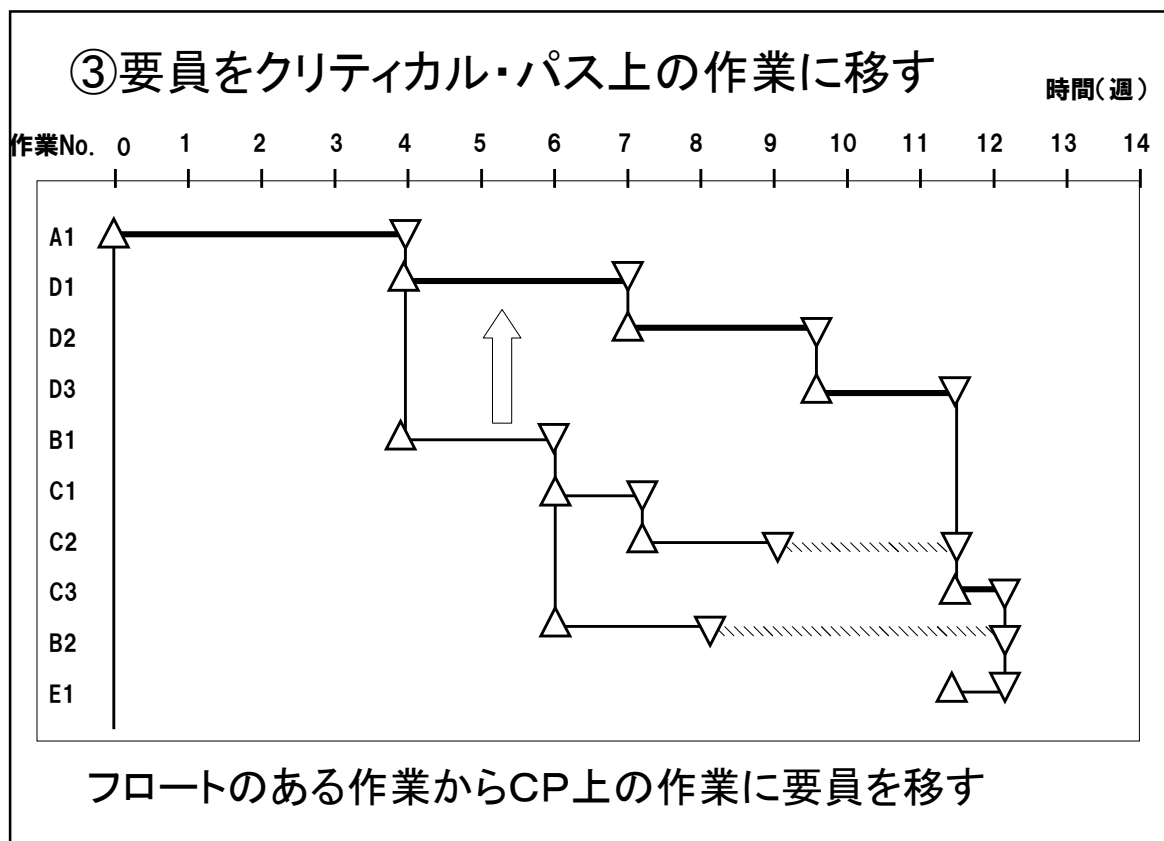 ③要員をクリティカル・パス上の作業に移す
時間(週)
作業No. 0 1 2 3 4 5 6 7 8 9 10 11 12 13 14
A1
D1
D2
D3
B1
C1
C2
C3
B2
E1
フロートのある作業からCP上の作業に要員を移す